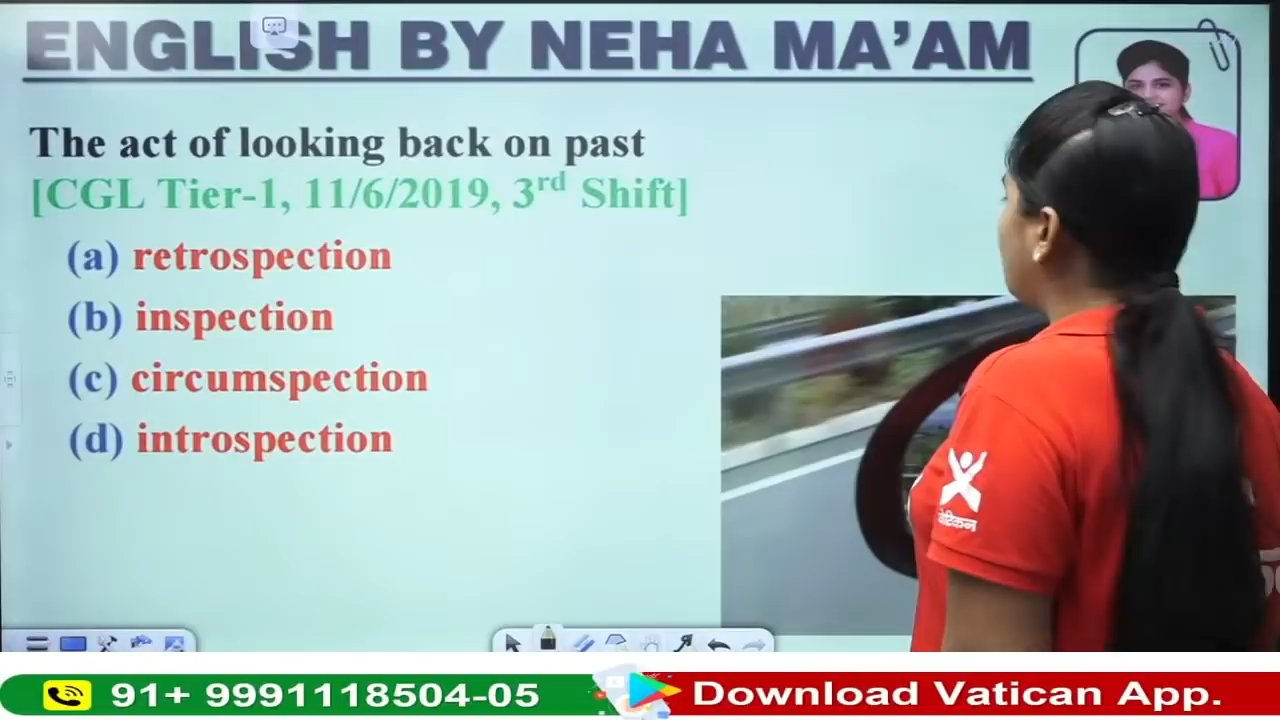 ENGLISH BY NEHA MA’AM
The act of looking back on past
[CGL Tier-1, 11/6/2019, 3rd Shift]
(a) retrospection
(b) inspection
(c) circumspection
(d) introspection
91+ 9991118504-05
Download Vatican App.